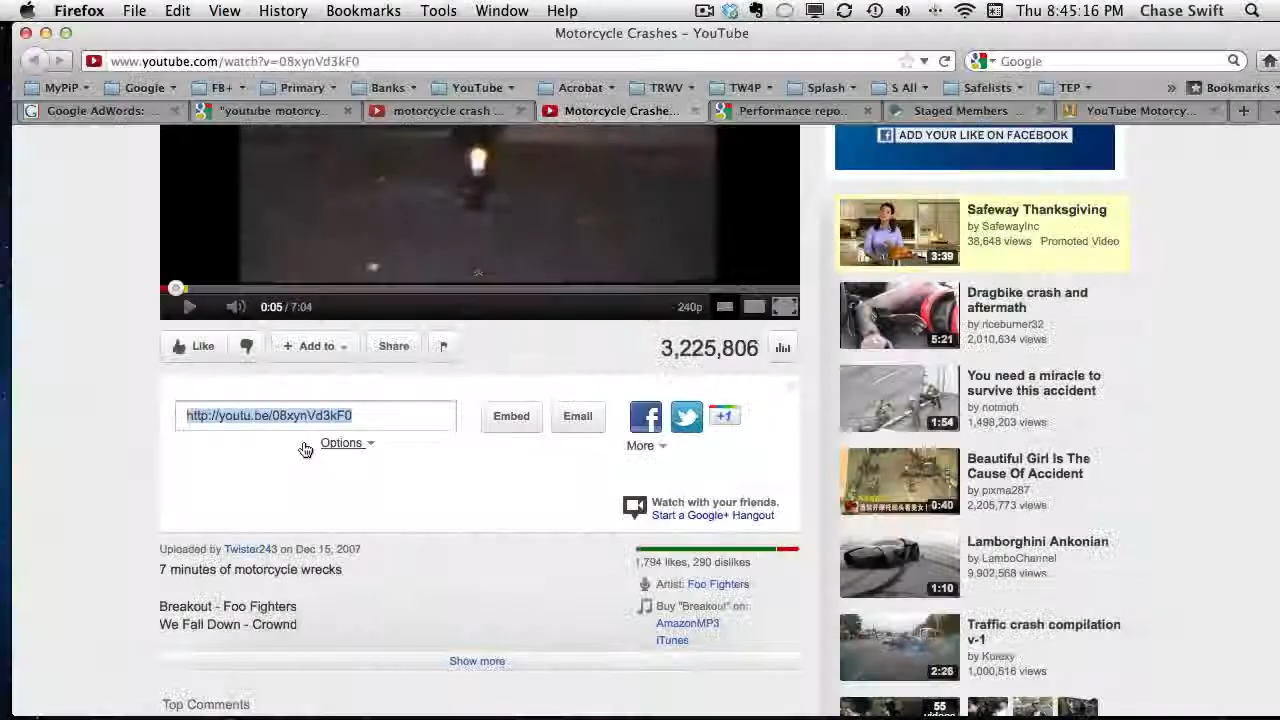 Firefox File Edit View History Bookmarks Tools Window Help Thu 8:45:16 PM Chase Swift
Motorcycle Crashes – YouTube
www.youtube.com/watch?v=08xynVd3kF0 Google
MyPiP Google FB+ Primary Banks YouTube Acrobat TRWV TW4P Splash S All Safelists TEP » Bookmarks
Google AdWords: "youtube motorcy... motorcycle crash ... Motorcycle Crashe... Performance repo... Staged Members YouTube Motorcy... +
ADD YOUR LIKE ON FACEBOOK
Safeway Thanksgiving
by SafewayInc
38,648 views Promoted Video
3:39
Dragbike crash and
aftermath
by riceburner32
2,010,634 views
5:21
0:05 / 7:04 240p
Like + Add to Share 3,225,806
You need a miracle to
survive this accident
by notmoh
1,498,203 views
1:54
http://youtu.be/08xynVd3kF0 Embed Email +1
Options More
Beautiful Girl Is The
Cause Of Accident
by pixma287
2,205,773 views
0:40
Watch with your friends.
Start a Google+ Hangout
Uploaded by Twister243 on Dec 15, 2007
7 minutes of motorcycle wrecks
1,794 likes, 290 dislikes
Artist: Foo Fighters
Buy "Breakout" on:
AmazonMP3
iTunes
Breakout - Foo Fighters
We Fall Down - Crownd
Show more
Lamborghini Ankonian
by LamboChannel
9,902,568 views
1:10
Traffic crash compilation
v-1
by Kurexy
1,000,516 views
2:26
Top Comments
55
videos